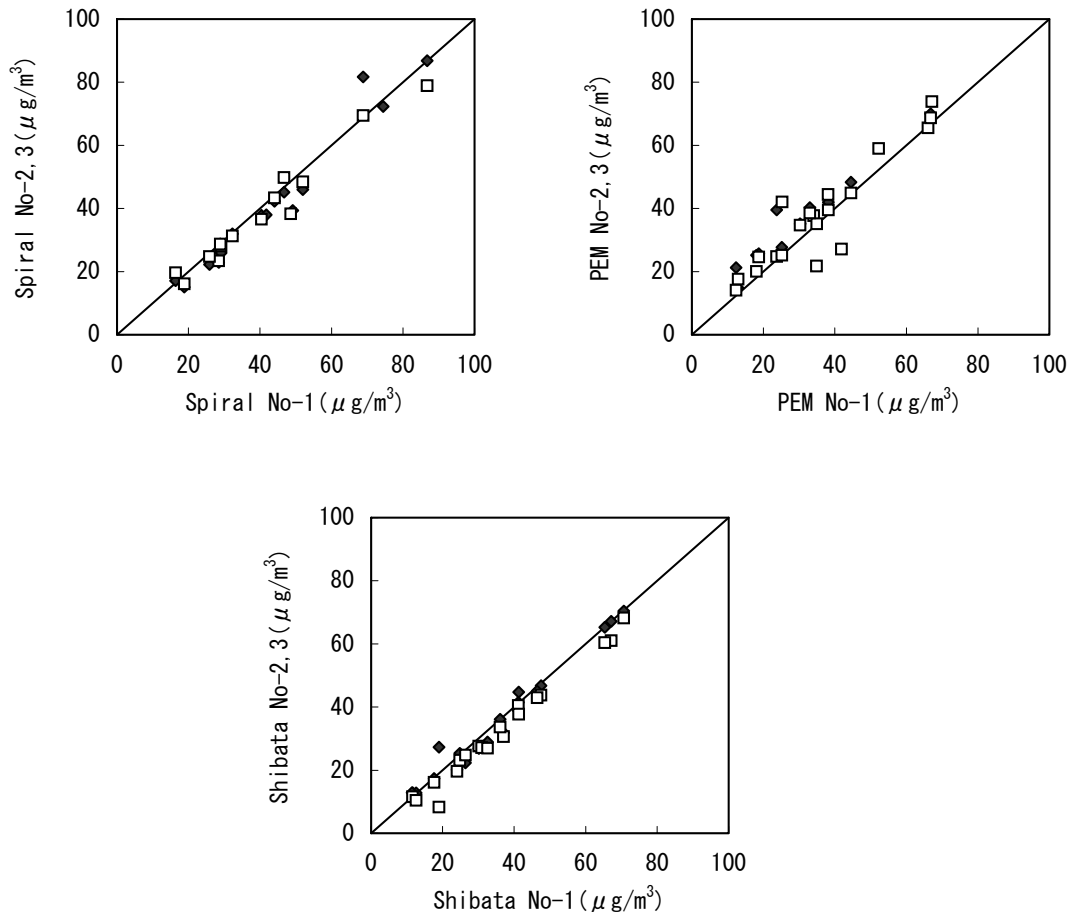 100
80
60
40
20
0
0 20 40 60 80 100
Spiral No-2,3(μg/m³)
Spiral No-1(μg/m³)
100
80
60
40
20
0
0 20 40 60 80 100
PEM No-2,3(μg/m³)
PEM No-1(μg/m³)
100
80
60
40
20
0
0 20 40 60 80 100
Shibata No-2,3(μg/m³)
Shibata No-1(μg/m³)